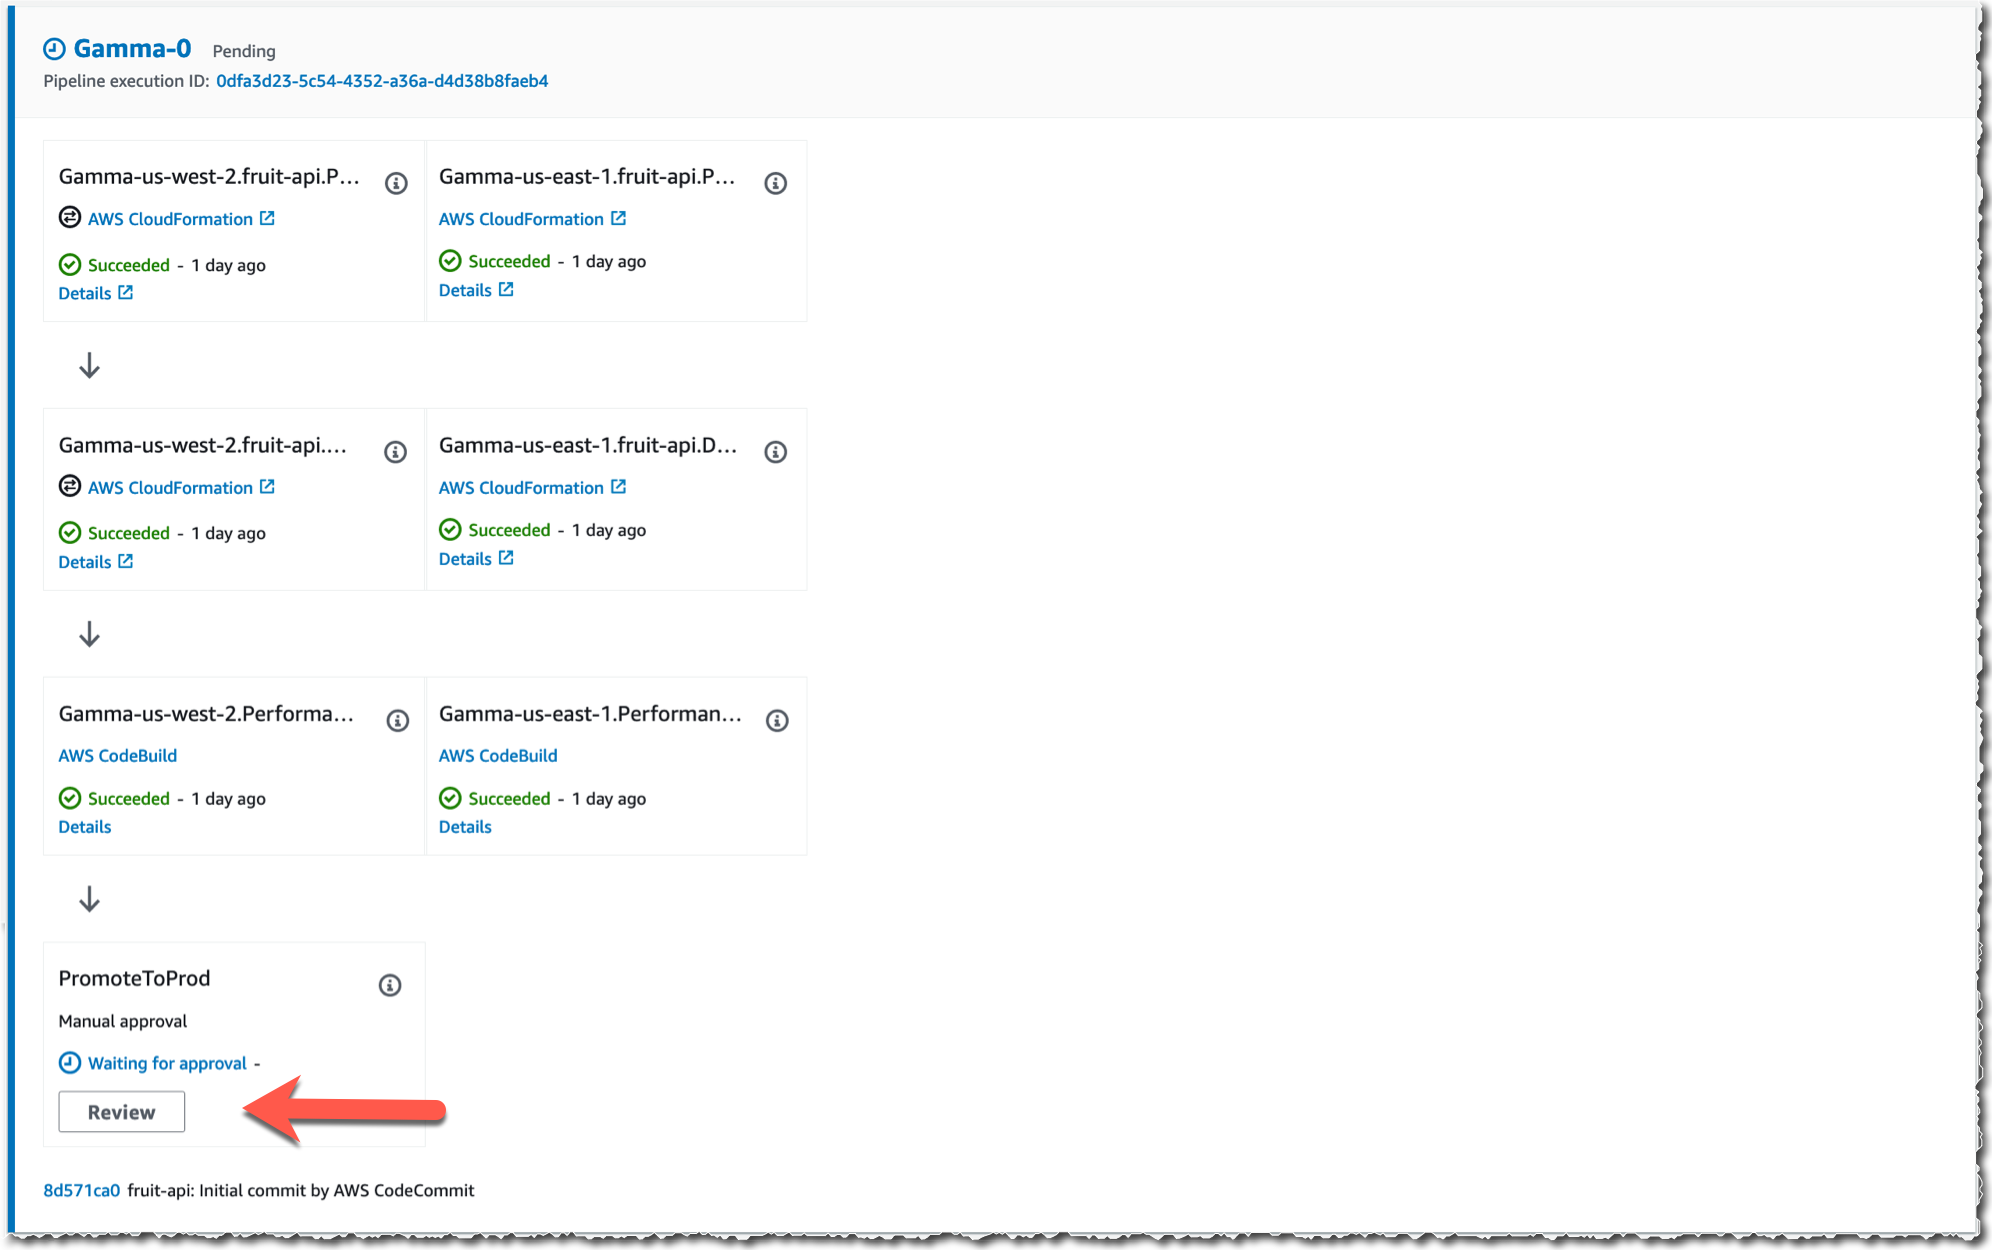 Gamma-0 Pending
Pipeline execution ID: 0dfa3d23-5c54-4352-a36a-d4d38b8faeb4
Gamma-us-west-2.fruit-api.P...
AWS CloudFormation
Succeeded - 1 day ago
Details
Gamma-us-east-1.fruit-api.P...
AWS CloudFormation
Succeeded - 1 day ago
Details
Gamma-us-west-2.fruit-api....
AWS CloudFormation
Succeeded - 1 day ago
Details
Gamma-us-east-1.fruit-api.D...
AWS CloudFormation
Succeeded - 1 day ago
Details
Gamma-us-west-2.Performa...
AWS CodeBuild
Succeeded - 1 day ago
Details
Gamma-us-east-1.Performan...
AWS CodeBuild
Succeeded - 1 day ago
Details
PromoteToProd
Manual approval
Waiting for approval -
Review
8d571ca0 fruit-api: Initial commit by AWS CodeCommit